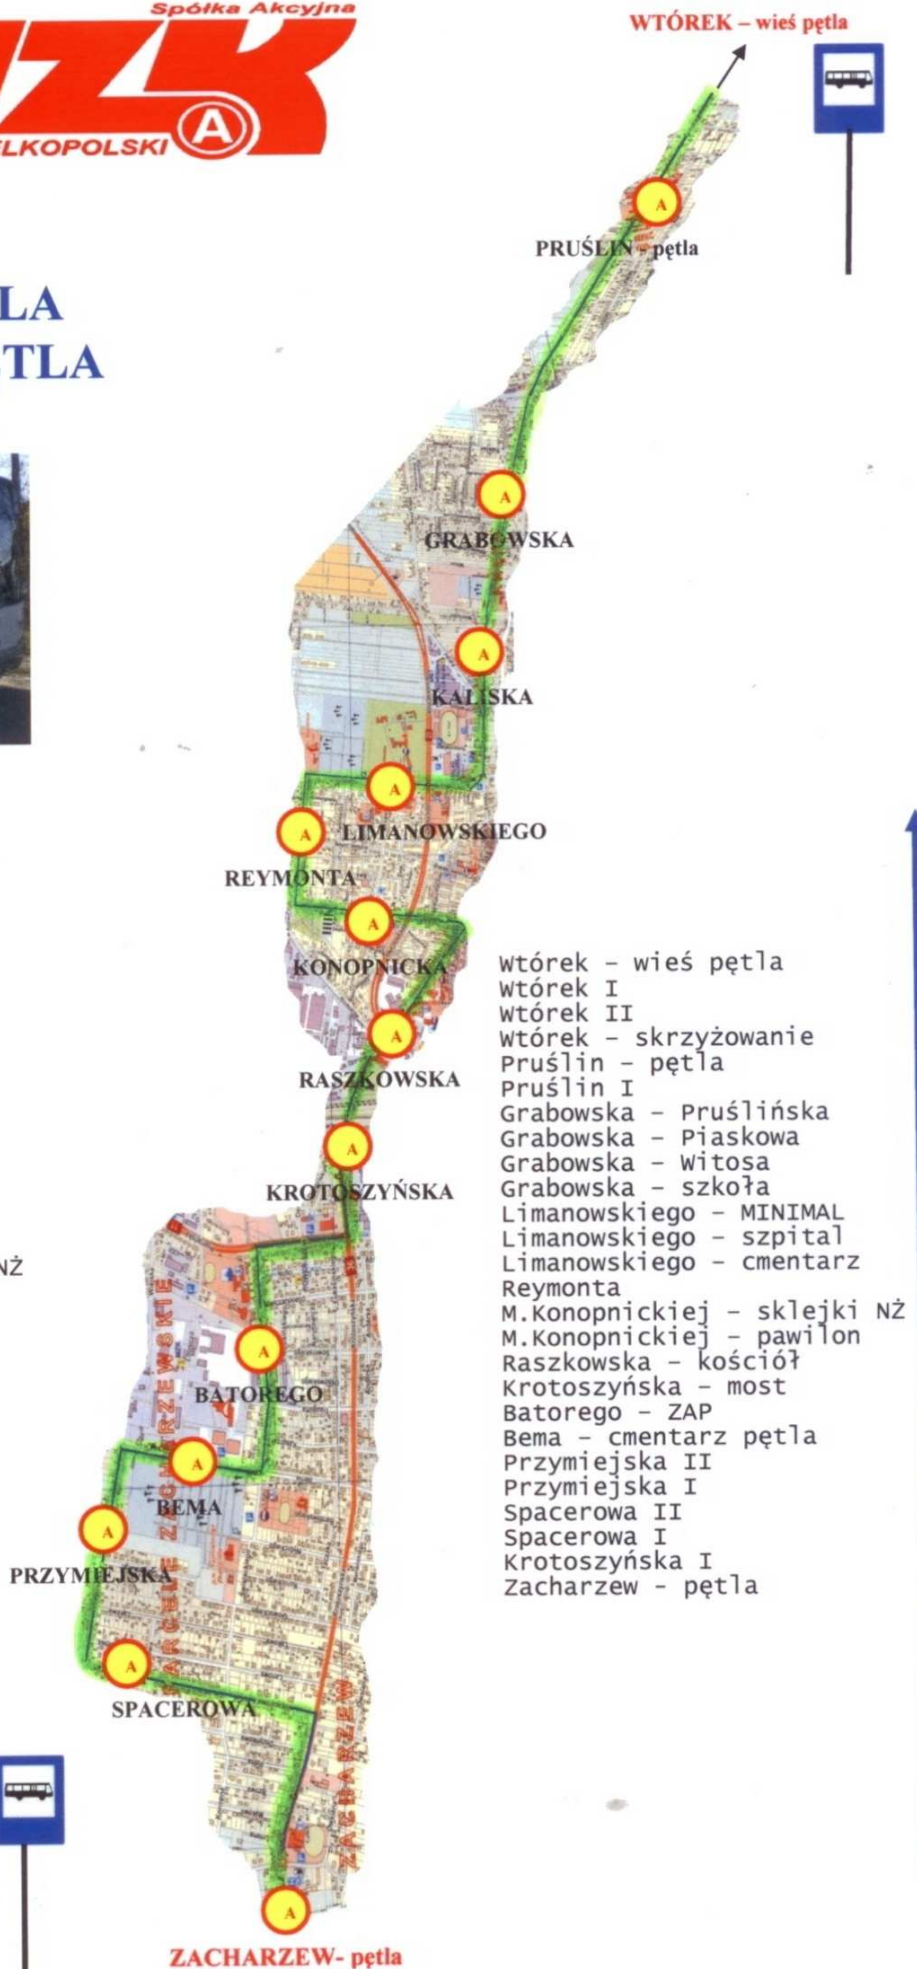 Spółka Akcyjna
ZK
ELKOPOLSKI A
WTÓREK – wieś pętla
A
PRUŚLIN - pętla
LA
TLA
A
GRABOWSKA
A
KALISKA
A
LIMANOWSKIEGO
A
REYMONTA
A
KONOPNICKA
A
RASZKOWSKA
A
KROTOSZYŃSKA
NŻ
A
BATOREGO
A
BEMA
A
PRZYMIEJSKA
A
SPACEROWA
ZACHARZEW
A
ZACHARZEW- pętla
Wtórek – wieś pętla
Wtórek I
Wtórek II
Wtórek – skrzyżowanie
Pruślin – pętla
Pruślin I
Grabowska – Pruślińska
Grabowska – Piaskowa
Grabowska – Witosa
Grabowska – szkoła
Limanowskiego – MINIMAL
Limanowskiego – szpital
Limanowskiego – cmentarz
Reymonta
M.Konopnickiej – sklejki NŻ
M.Konopnickiej – pawilon
Raszkowska – kościół
Krotoszyńska – most
Batorego – ZAP
Bema – cmentarz pętla
Przymiejska II
Przymiejska I
Spacerowa II
Spacerowa I
Krotoszyńska I
Zacharzew - pętla